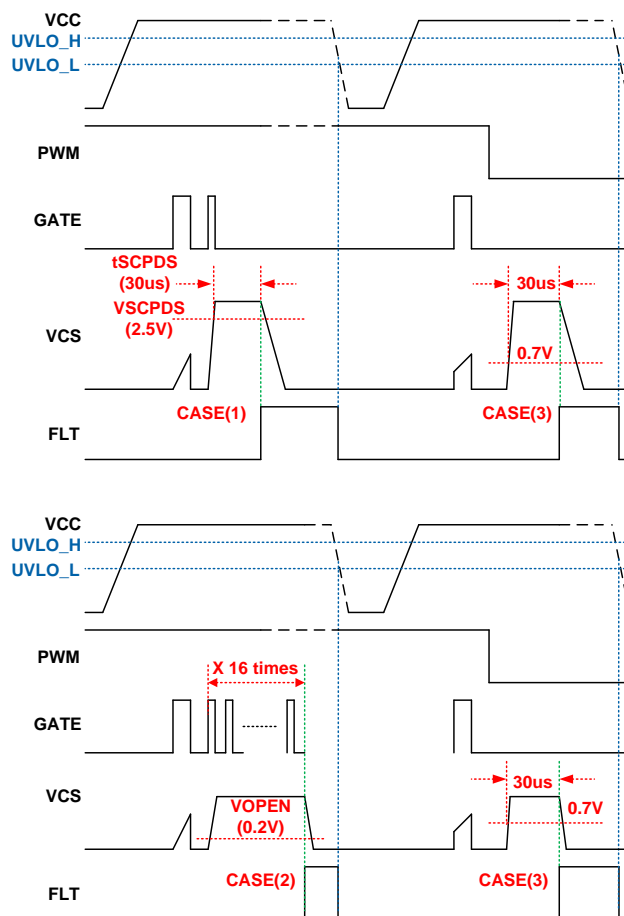 VCC
UVLO_H
UVLO_L
PWM
GATE
tSCPDS
(30us)
30us
VSCPDS
(2.5V)
VCS
0.7V
CASE(1)
CASE(3)
FLT
VCC
UVLO_H
UVLO_L
PWM
X 16 times
GATE
30us
VCS
VOPEN
(0.2V)
0.7V
CASE(2)
CASE(3)
FLT